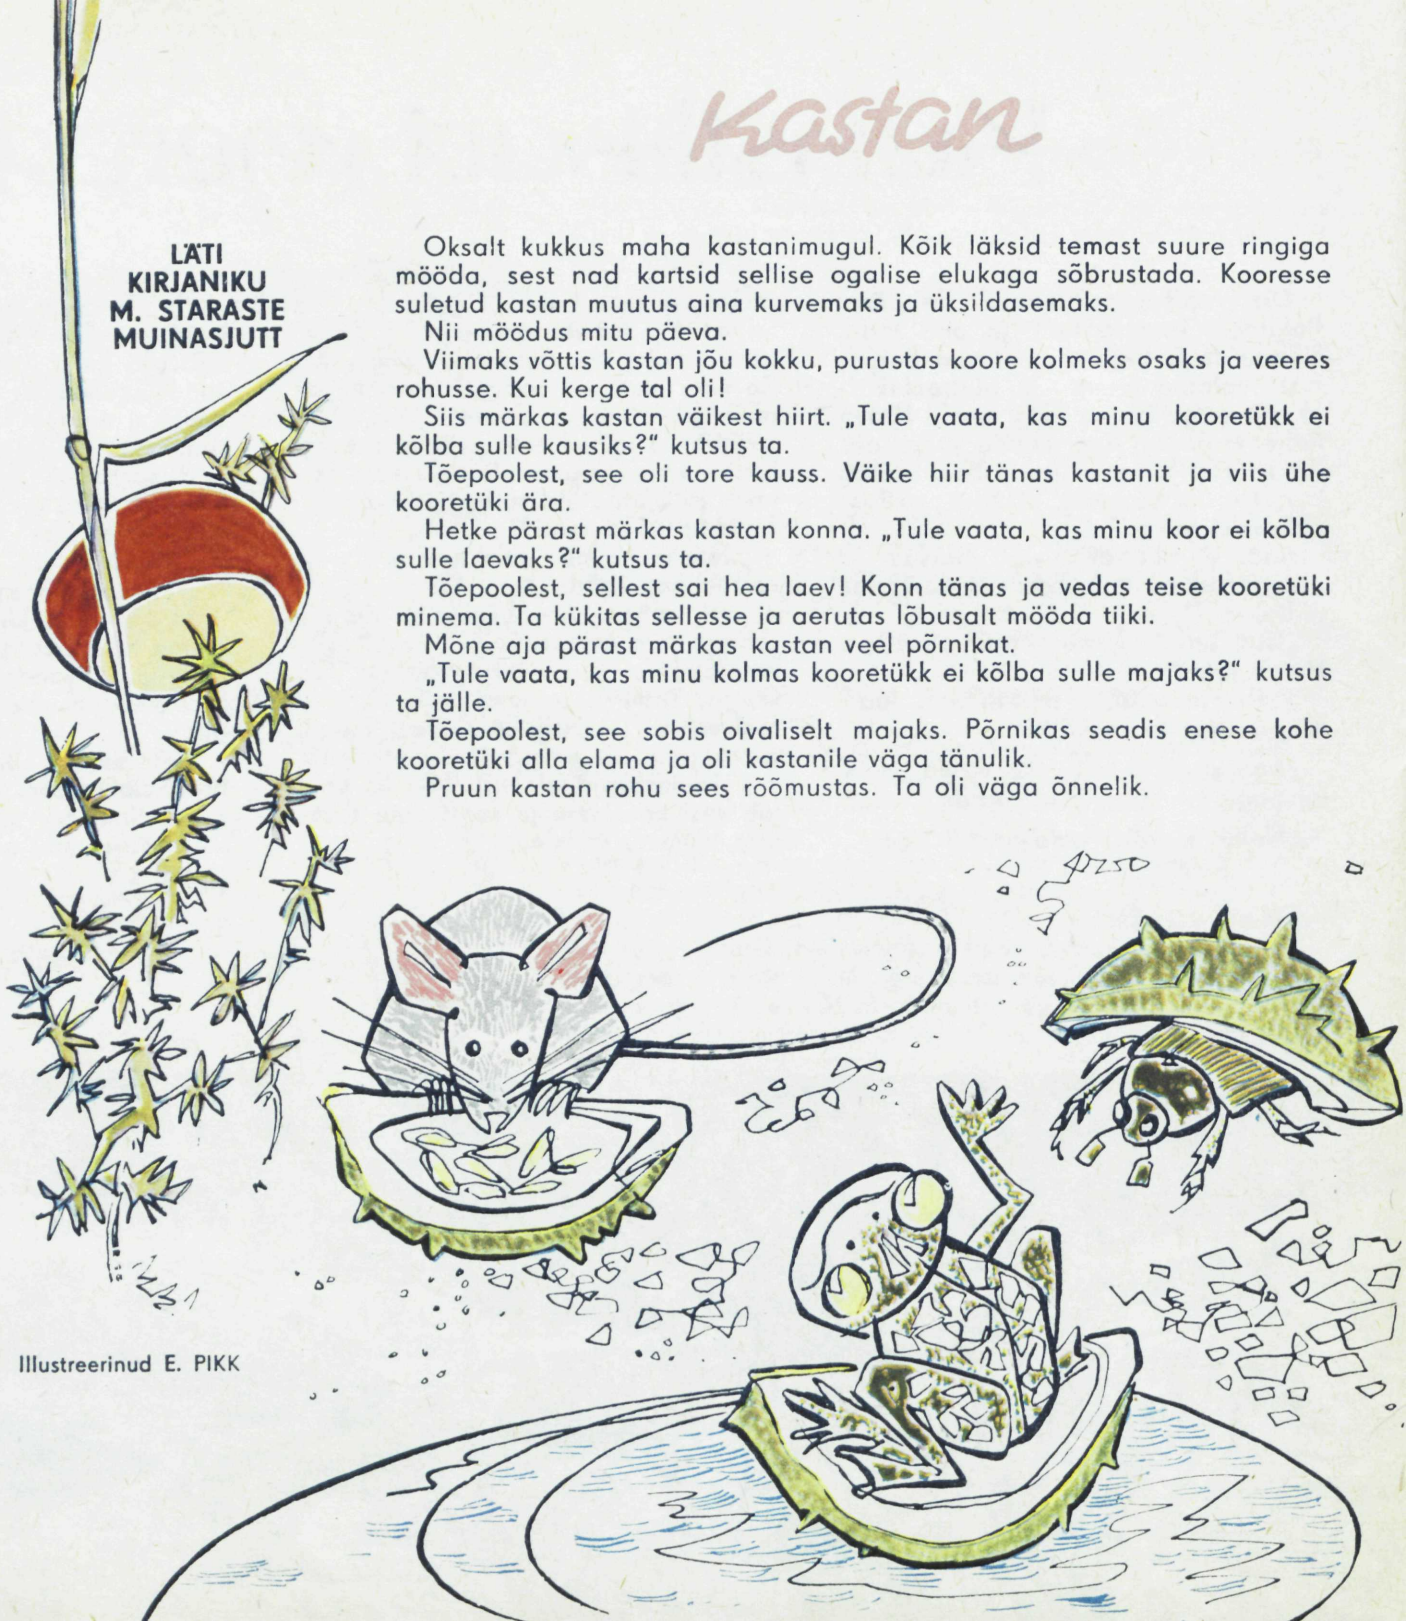 Kastan
LÄTI
KIRJANIKU
M. STARASTE
MUINASJUTT
Oksalt kukkus maha kastanimugul. Kõik läksid temast suure ringiga
mööda, sest nad kartsid sellise ogalise elukaga sõbrustada. Kooresse
suletud kastan muutus aina kurvemaks ja üksildasemaks.
Nii möödus mitu päeva.
Viimaks võttis kastan jõu kokku, purustas koore kolmeks osaks ja veeres
rohusse. Kui kerge tal oli!
Siis märkas kastan väikest hiirt. „Tule vaata, kas minu kooretükk ei
kõlba sulle kausiks?“ kutsus ta.
Tõepoolest, see oli tore kauss. Väike hiir tänas kastanit ja viis ühe
kooretüki ära.
Hetke pärast märkas kastan konna. „Tule vaata, kas minu koor ei kõlba
sulle laevaks?“ kutsus ta.
Tõepoolest, sellest sai hea laev! Konn tänas ja vedas teise kooretüki
minema. Ta kükitas sellesse ja aerutas lõbusalt mööda tiiki.
Mõne aja pärast märkas kastan veel põrnikat.
„Tule vaata, kas minu kolmas kooretükk ei kõlba sulle majaks?“ kutsus
ta jälle.
Tõepoolest, see sobis oivaliselt majaks. Põrnikas seadis enese kohe
kooretüki alla elama ja oli kastanile väga tänulik.
Pruun kastan rohu sees rõõmustas. Ta oli väga õnnelik.
Illustreerinud E. PIKK